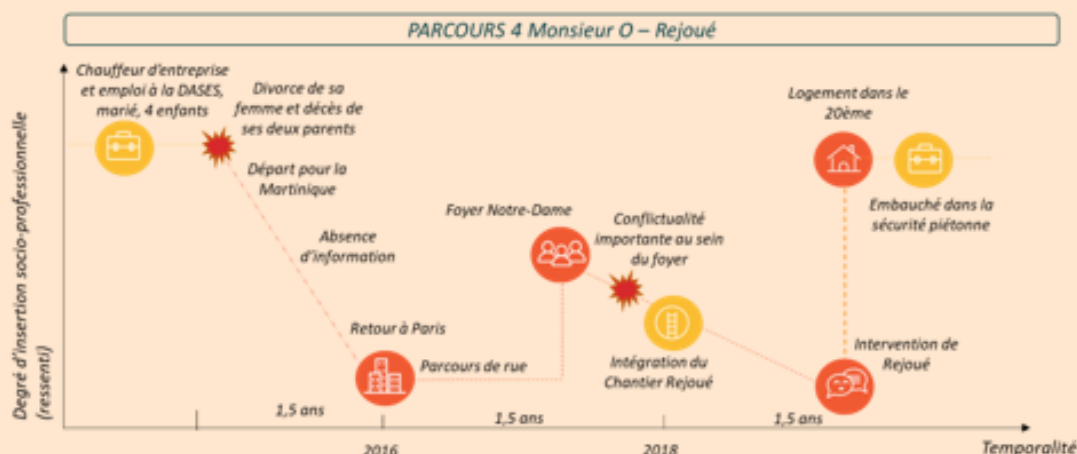 PARCOURS 4 Monsieur O – Rejoué
Chauffeur d'entreprise
et emploi à la DASES,
marié, 4 enfants
Divorce de sa
femme et décès de
ses deux parents
Départ pour la
Martinique
Absence
d'information
Retour à Paris
Parcours de rue
Foyer Notre-Dame
Conflictualité
importante au sein
du foyer
Intégration du
Chantier Rejoué
Logement dans le
20ème
Embauché dans la
sécurité piétonne
Intervention de
Rejoué
Degré d'insertion socio-professionnelle
(ressenti)
1,5 ans
1,5 ans
1,5 ans
2016
2018
Temporalité